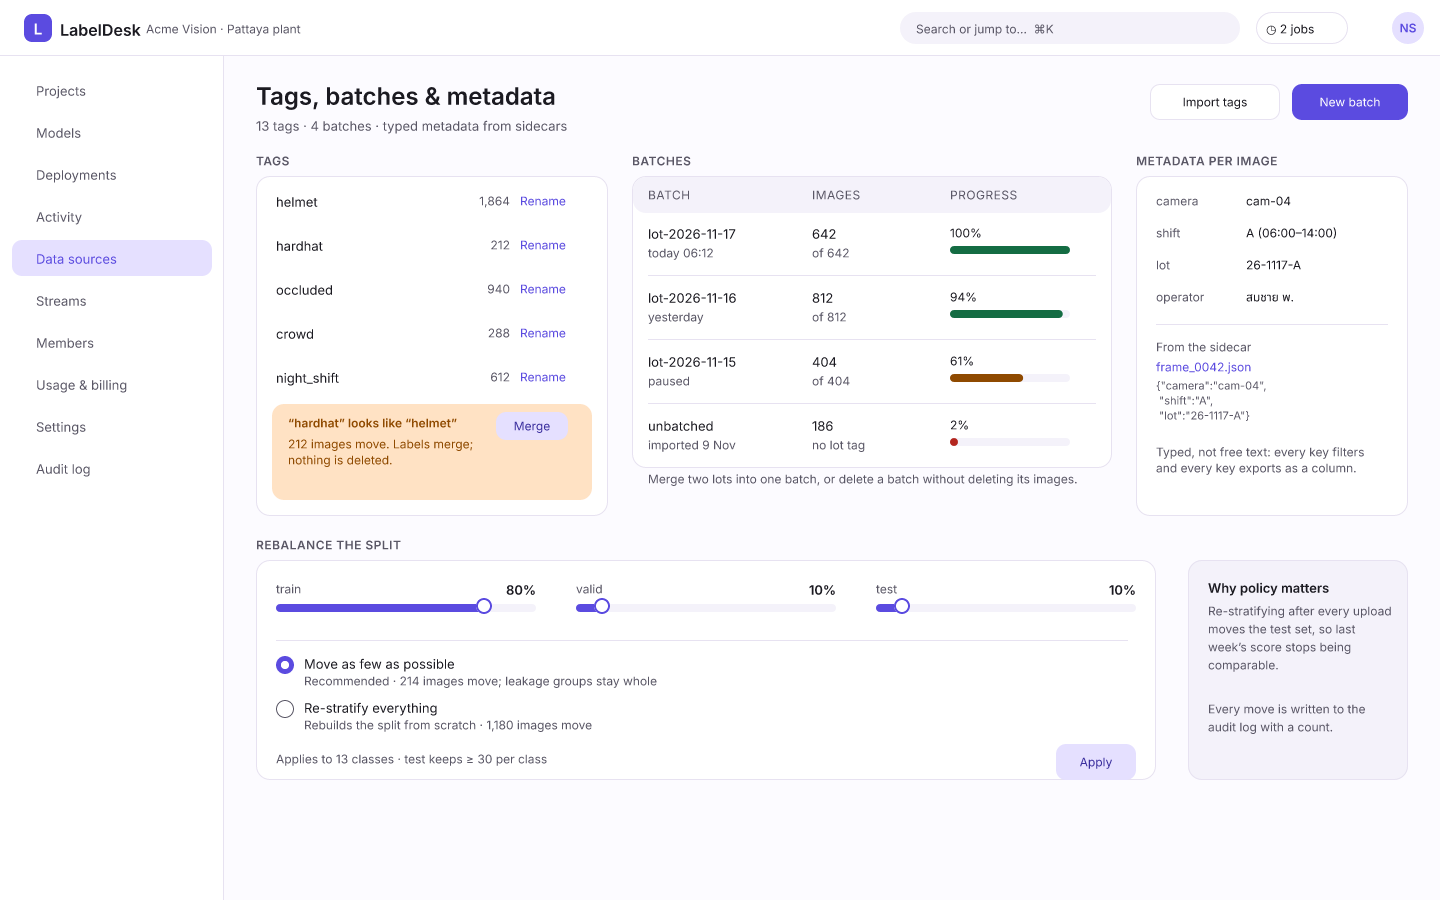 L LabelDesk Acme Vision · Pattaya plant
Search or jump to... ⌘K
◷ 2 jobs
NS
Projects
Models
Deployments
Activity
Data sources
Streams
Members
Usage & billing
Settings
Audit log
Tags, batches & metadata
13 tags · 4 batches · typed metadata from sidecars
Import tags
New batch
TAGS
helmet 1,864 Rename
hardhat 212 Rename
occluded 940 Rename
crowd 288 Rename
night_shift 612 Rename
“hardhat” looks like “helmet”
Merge
212 images move. Labels merge;
nothing is deleted.
BATCHES
BATCH IMAGES PROGRESS
lot-2026-11-17 642 100%
today 06:12 of 642
lot-2026-11-16 812 94%
yesterday of 812
lot-2026-11-15 404 61%
paused of 404
unbatched 186 2%
imported 9 Nov no lot tag
Merge two lots into one batch, or delete a batch without deleting its images.
METADATA PER IMAGE
camera cam-04
shift A (06:00–14:00)
lot 26-1117-A
operator สมชาย พ.
From the sidecar
frame_0042.json
{"camera":"cam-04",
"shift":"A",
"lot":"26-1117-A"}
Typed, not free text: every key filters
and every key exports as a column.
REBALANCE THE SPLIT
train 80%
valid 10%
test 10%
Move as few as possible
Recommended · 214 images move; leakage groups stay whole
Re-stratify everything
Rebuilds the split from scratch · 1,180 images move
Applies to 13 classes · test keeps ≥ 30 per class
Apply
Why policy matters
Re-stratifying after every upload
moves the test set, so last
week’s score stops being
comparable.
Every move is written to the
audit log with a count.